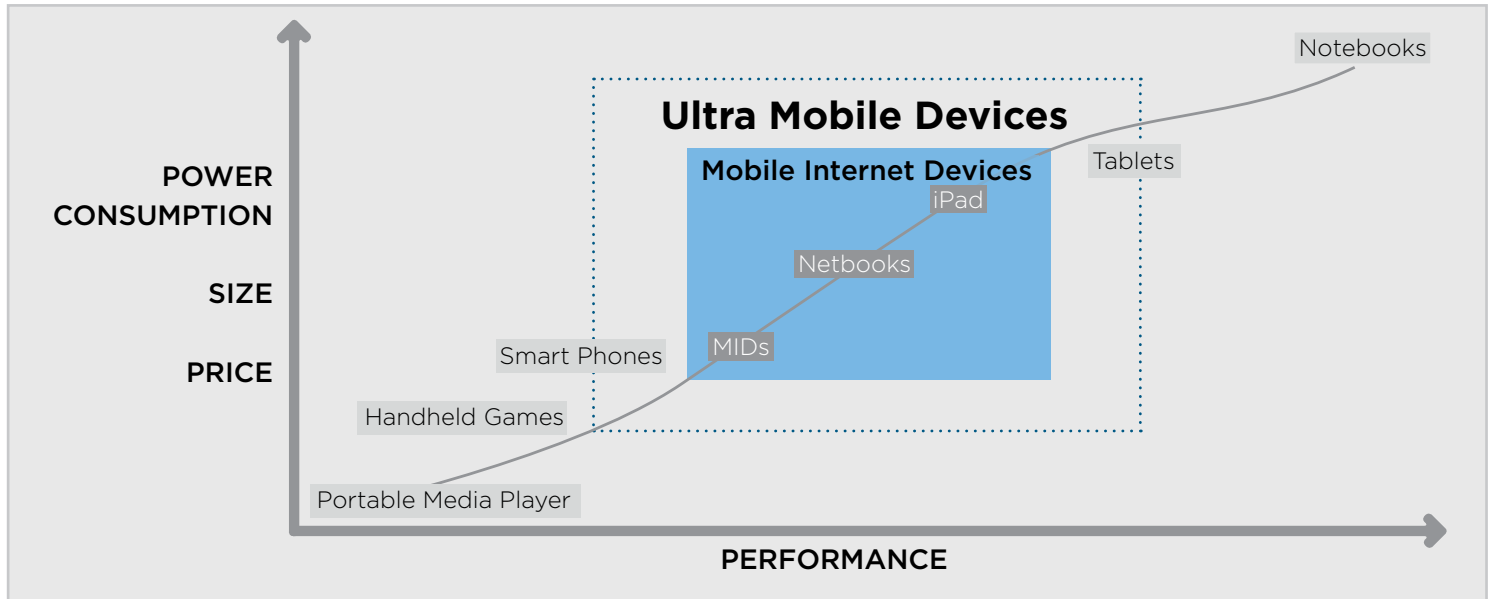 Notebooks
Ultra Mobile Devices
Mobile Internet Devices
Tablets
POWER
CONSUMPTION
iPad
Netbooks
SIZE
MIDs
Smart Phones
PRICE
Handheld Games
Portable Media Player
PERFORMANCE